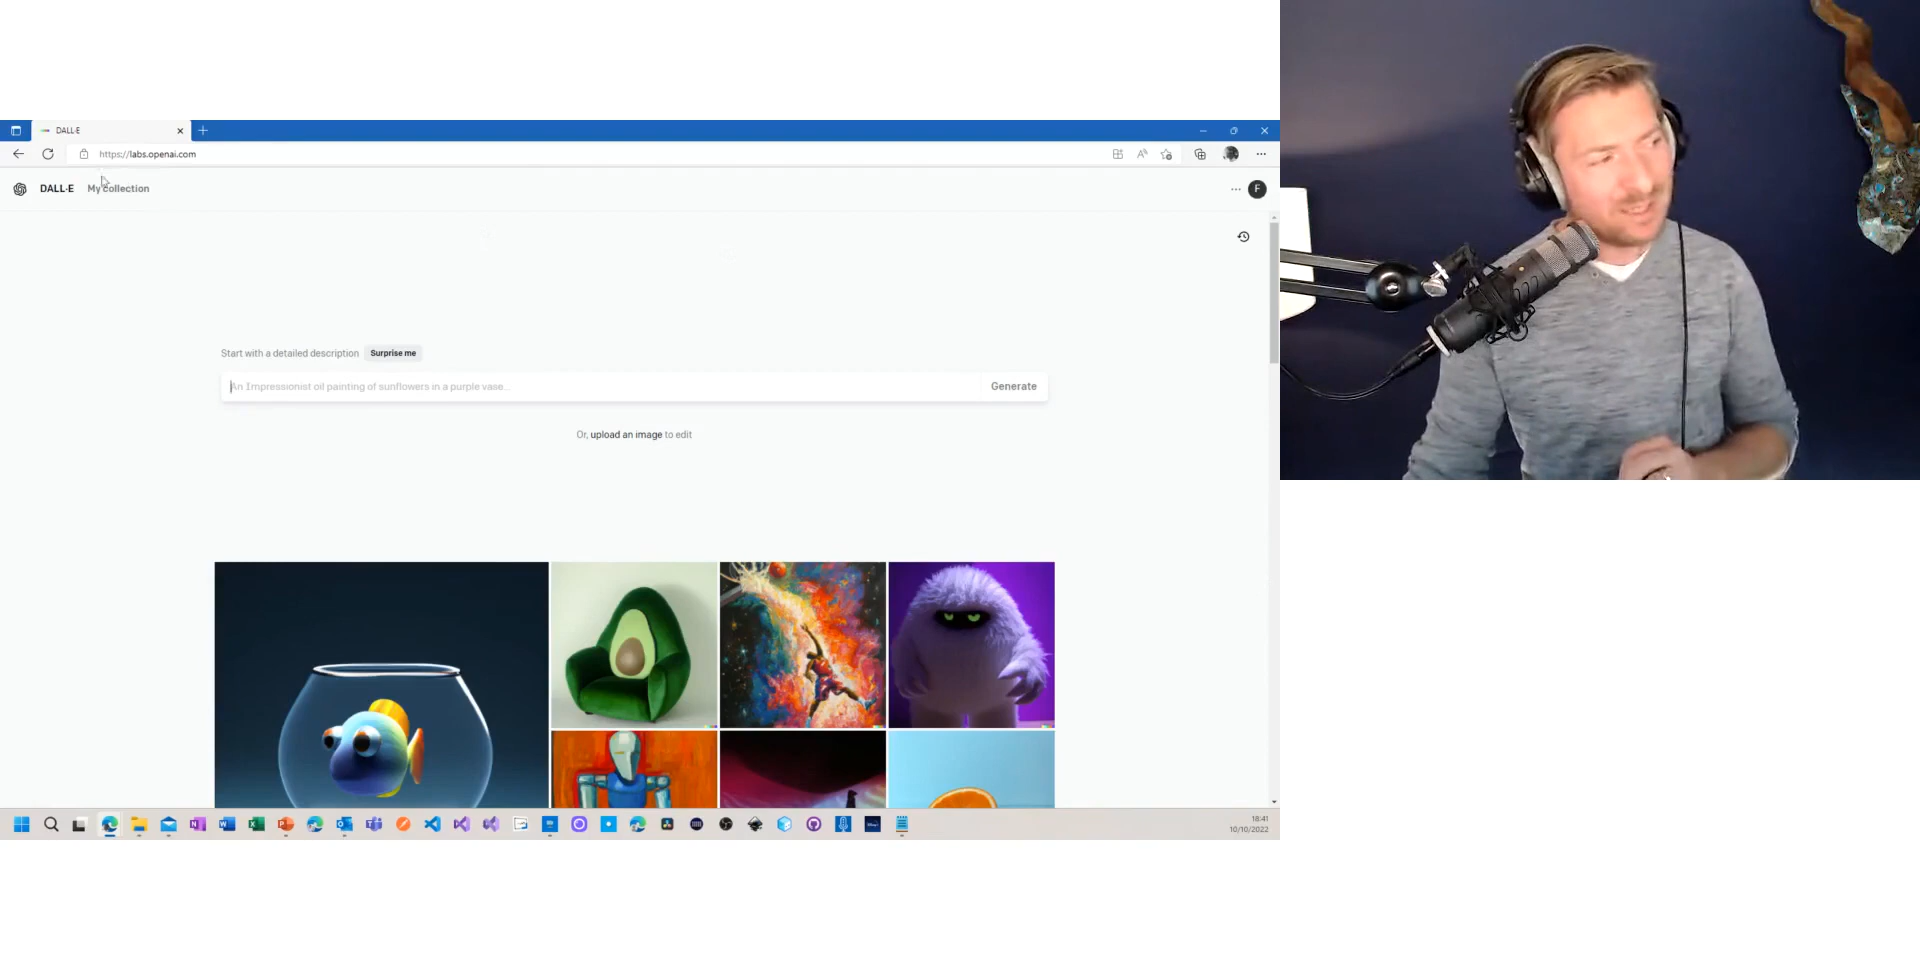 DALL·E
https://labs.openai.com
DALL·E My collection
F
Start with a detailed description Surprise me
An Impressionist oil painting of sunflowers in a purple vase... Generate
Or, upload an image to edit
18:41
10/10/2022